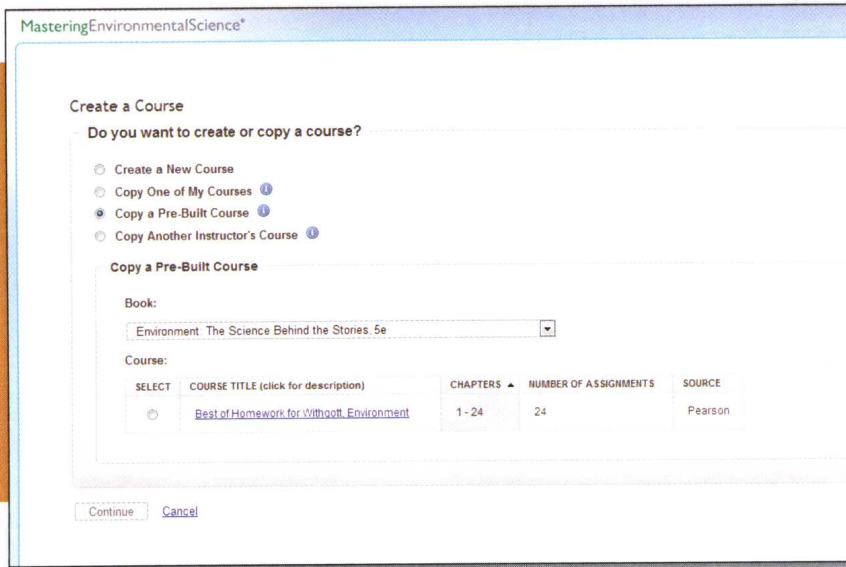 MasteringEnvironmentalScience®
Create a Course
Do you want to create or copy a course?
Create a New Course
Copy One of My Courses
Copy a Pre-Built Course
Copy Another Instructor's Course
Copy a Pre-Built Course
Book:
Environment: The Science Behind the Stories, 5e
Course:
SELECT COURSE TITLE (click for description) CHAPTERS ▲ NUMBER OF ASSIGNMENTS SOURCE
Best of Homework for Withgott, Environment 1 - 24 24 Pearson
Continue Cancel